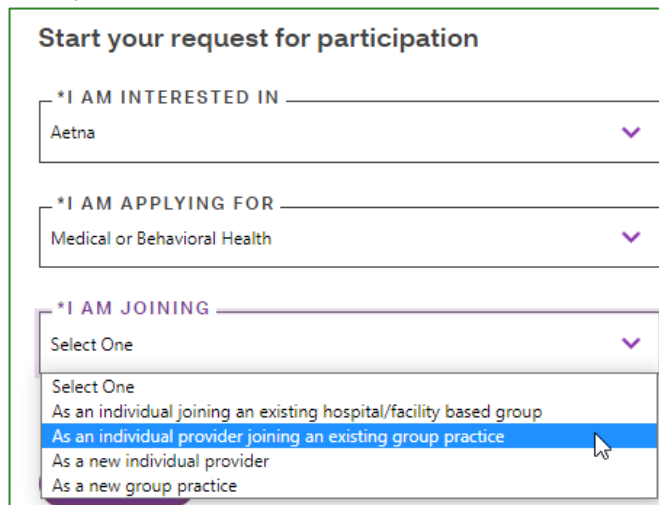 Start your request for participation
*I AM INTERESTED IN
Aetna
*I AM APPLYING FOR
Medical or Behavioral Health
*I AM JOINING
Select One
Select One
As an individual joining an existing hospital/facility based group
As an individual provider joining an existing group practice
As a new individual provider
As a new group practice